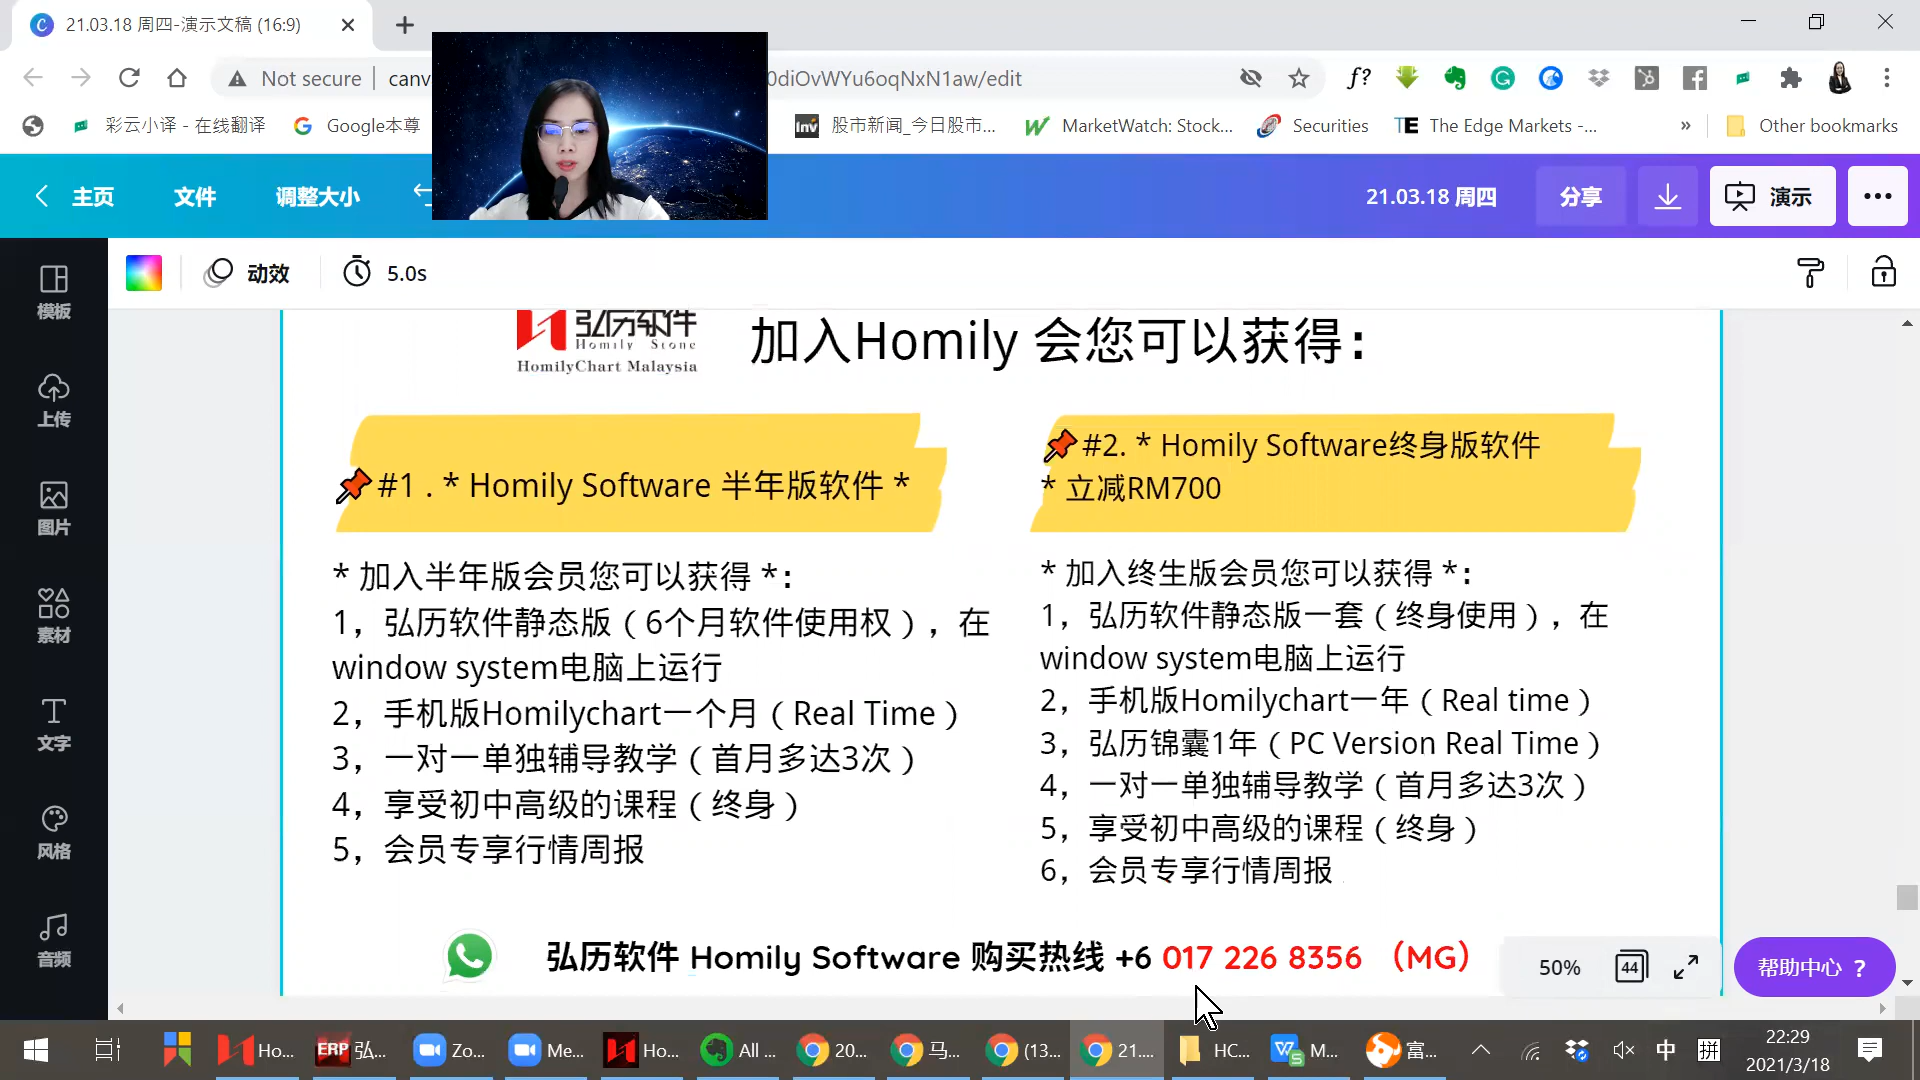 21.03.18 周四-演示文稿 (16:9)
Not secure
canv
0diOvWYu6oqNxN1aw/edit
彩云小译 - 在线翻译
Google本尊
股市新闻_今日股市...
MarketWatch: Stock...
Securities
The Edge Markets -...
»
Other bookmarks
主页
文件
调整大小
21.03.18 周四
分享
演示
动效
5.0s
模板
上传
图片
素材
文字
风格
音频
弘历软件
Homily Stone
HomilyChart Malaysia
加入Homily 会您可以获得：
#1 . * Homily Software 半年版软件 *
* 加入半年版会员您可以获得 *：
1，弘历软件静态版（6个月软件使用权），在
window system电脑上运行
2，手机版Homilychart一个月（Real Time）
3，一对一单独辅导教学（首月多达3次）
4，享受初中高级的课程（终身）
5，会员专享行情周报
#2. * Homily Software终身版软件
* 立减RM700
* 加入终生版会员您可以获得 *：
1，弘历软件静态版一套（终身使用），在
window system电脑上运行
2，手机版Homilychart一年（Real time）
3，弘历锦囊1年（PC Version Real Time）
4，一对一单独辅导教学（首月多达3次）
5，享受初中高级的课程（终身）
6，会员专享行情周报
弘历软件 Homily Software 购买热线 +6 017 226 8356 （MG）
50%
44
帮助中心 ?
Ho...
ERP 弘...
Zo...
Me...
Ho...
All ...
20...
马...
(13...
21....
HC...
M...
富...
中
拼
22:29
2021/3/18